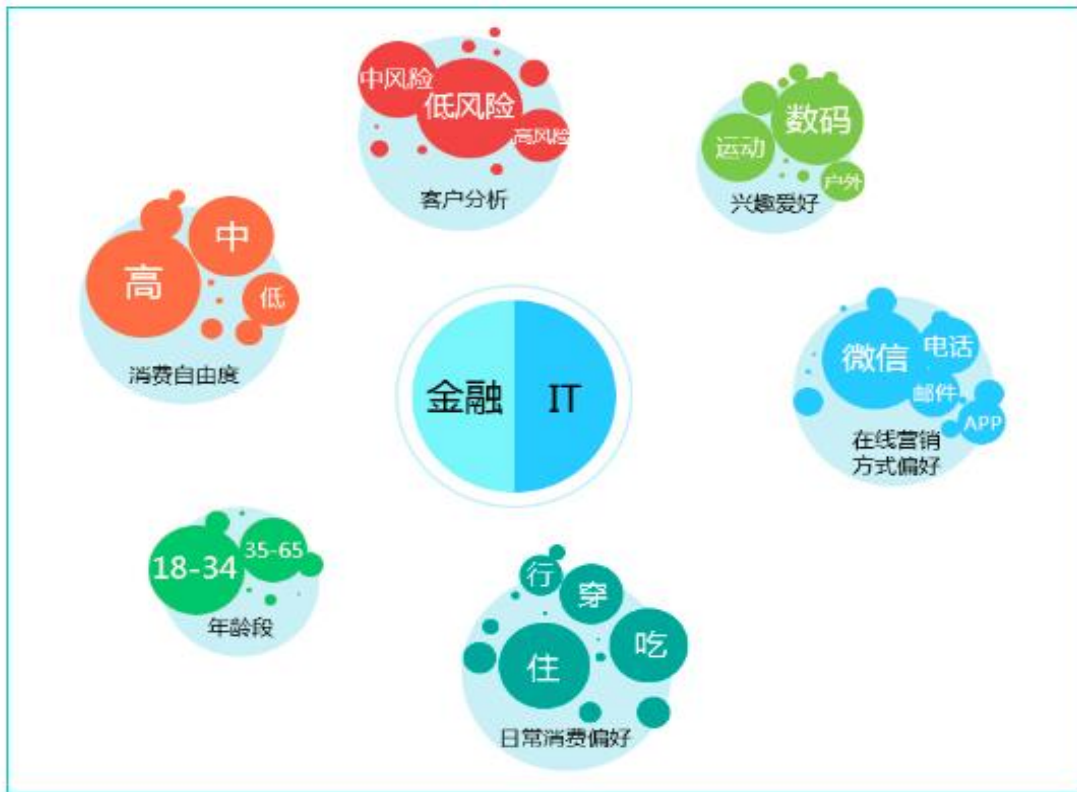 中风险
低风险
高风险
客户分析
数码
运动
户外
兴趣爱好
高
中
低
消费自由度
金融
IT
微信
电话
邮件
APP
在线营销
方式偏好
18-34
35-65
年龄段
行
穿
吃
住
日常消费偏好